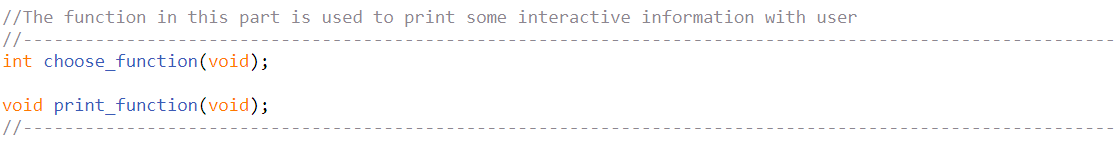 //The function in this part is used to print some interactive information with user
//----------------------------------------------------------------------------------------------------------
int choose_function(void);
void print_function(void);
//----------------------------------------------------------------------------------------------------------